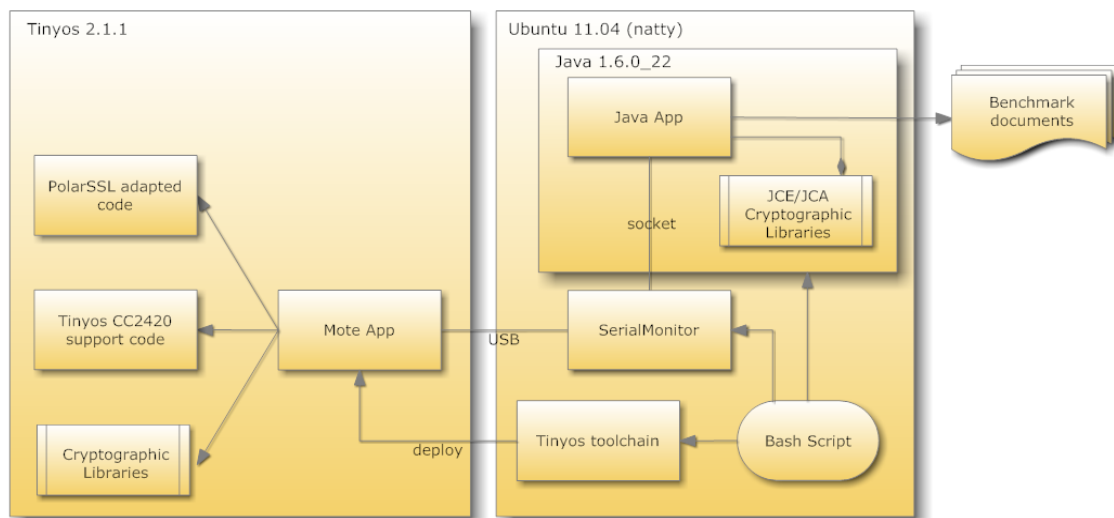 Tinyos 2.1.1
PolarSSL adapted
code
Tinyos CC2420
support code
Cryptographic
Libraries
Mote App
USB
deploy
Ubuntu 11.04 (natty)
Java 1.6.0_22
Java App
JCE/JCA
Cryptographic
Libraries
socket
SerialMonitor
Tinyos toolchain
Bash Script
Benchmark
documents